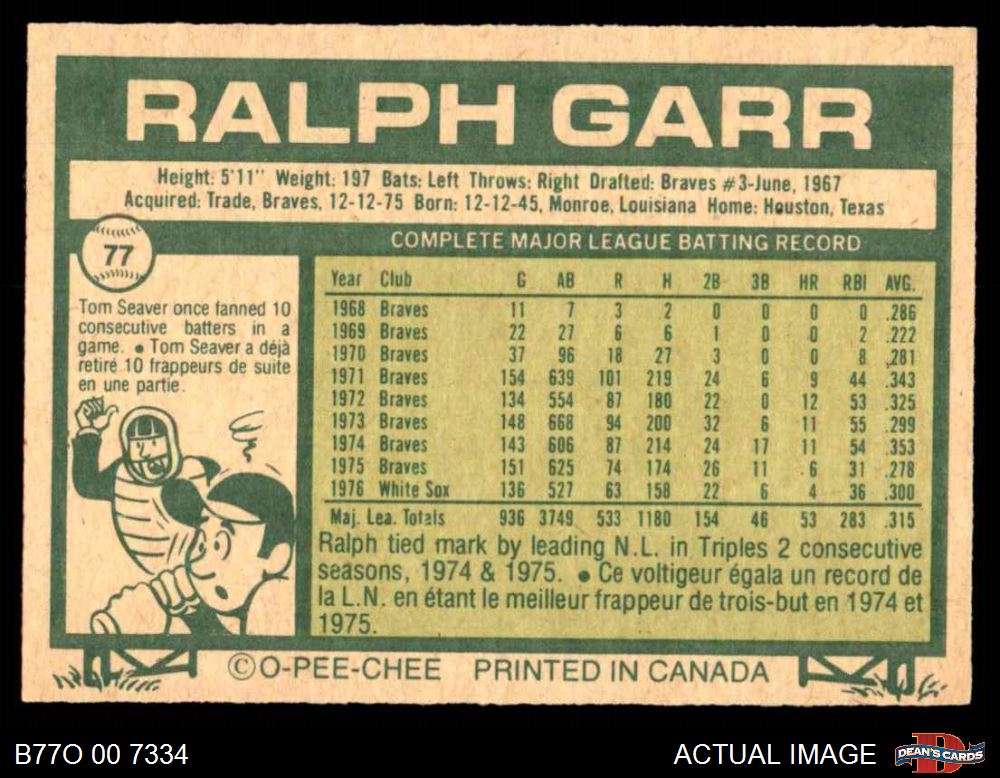 RALPH GARR
Height: 5'11" Weight: 197 Bats: Left Throws: Right Drafted: Braves #3-June, 1967
Acquired: Trade, Braves, 12-12-75 Born: 12-12-45, Monroe, Louisiana Home: Houston, Texas
77
COMPLETE MAJOR LEAGUE BATTING RECORD
Tom Seaver once fanned 10
consecutive batters in a
game. ● Tom Seaver a déjà
retiré 10 frappeurs de suite
en une partie.
Year Club G AB R H 2B 3B HR RBI AVG.
1968 Braves 11 7 3 2 0 0 0 0 .286
1969 Braves 22 27 6 6 1 0 0 2 .222
1970 Braves 37 96 18 27 3 0 0 8 .281
1971 Braves 154 639 101 219 24 6 9 44 .343
1972 Braves 134 554 87 180 22 0 12 53 .325
1973 Braves 148 668 94 200 32 6 11 55 .299
1974 Braves 143 606 87 214 24 17 11 54 .353
1975 Braves 151 625 74 174 26 11 6 31 .278
1976 White Sox 136 527 63 158 22 6 4 36 .300
Maj. Lea. Totals 936 3749 533 1180 154 46 53 283 .315
Ralph tied mark by leading N.L. in Triples 2 consecutive
seasons, 1974 & 1975. ● Ce voltigeur égala un record de
la L.N. en étant le meilleur frappeur de trois-but en 1974 et
1975.
©O-PEE-CHEE PRINTED IN CANADA
B77O 00 7334
ACTUAL IMAGE
DEAN'S CARDS